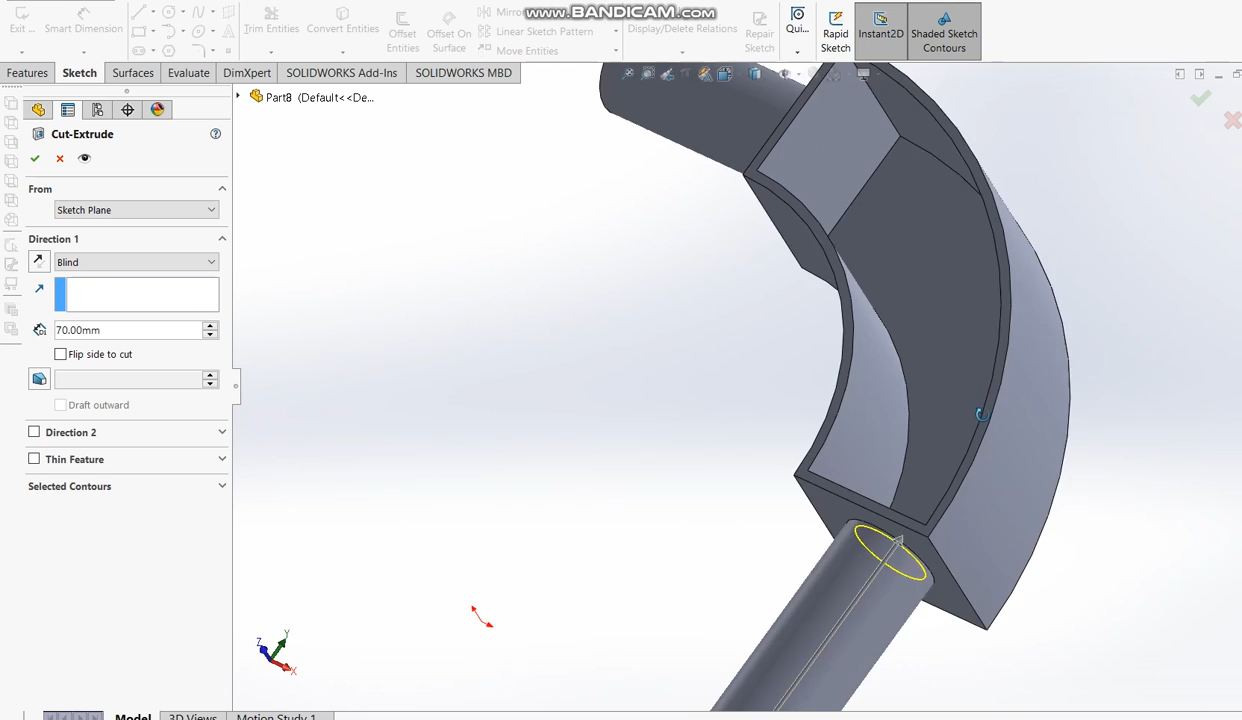 www.BANDICAM.com
Exit ...
Smart Dimension
Trim Entities
Convert Entities
Offset Entities
Offset On Surface
Mirror
Linear Sketch Pattern
Move Entities
Display/Delete Relations
Repair Sketch
Qui...
Rapid Sketch
Instant2D
Shaded Sketch Contours
Features
Sketch
Surfaces
Evaluate
DimXpert
SOLIDWORKS Add-Ins
SOLIDWORKS MBD
Part8 (Default<<De...
Cut-Extrude
From
Sketch Plane
Direction 1
Blind
70.00mm
Flip side to cut
Draft outward
Direction 2
Thin Feature
Selected Contours
Z
Y
X
Model
3D Views
Motion Study 1